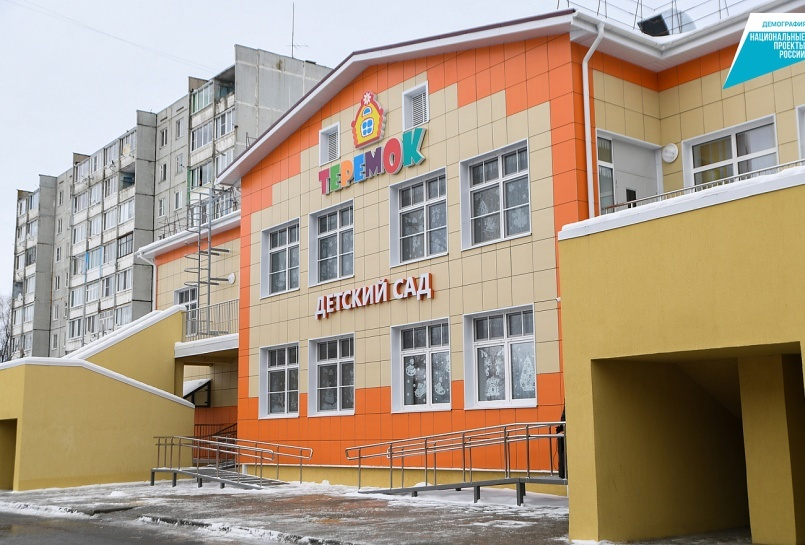 ДЕМОГРАФИЯ
НАЦИОНАЛЬНЫЕ
ПРОЕКТЫ
РОССИИ
ТЕРЕМОК
ДЕТСКИЙ САД